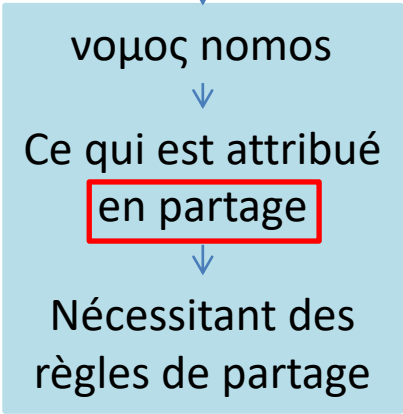 νομος nomos
Ce qui est attribué
en partage
Nécessitant des
règles de partage